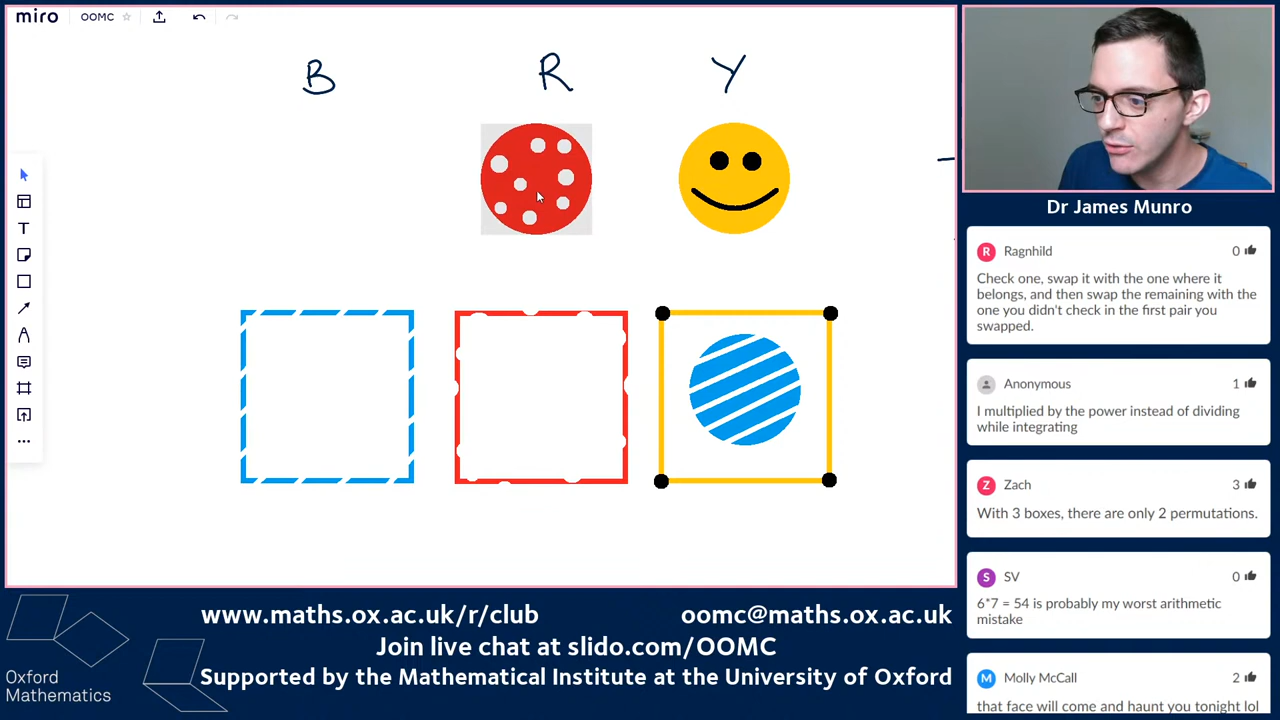 miro
OOMC
B R Y
T
Dr James Munro
R Ragnhild 0
Check one, swap it with the one where it
belongs, and then swap the remaining with the
one you didn't check in the first pair you
swapped.
Anonymous 1
I multiplied by the power instead of dividing
while integrating
Z Zach 3
With 3 boxes, there are only 2 permutations.
S SV 0
6*7 = 54 is probably my worst arithmetic
mistake
M Molly McCall 2
that face will come and haunt you tonight lol
www.maths.ox.ac.uk/r/club oomc@maths.ox.ac.uk
Join live chat at slido.com/OOMC
Supported by the Mathematical Institute at the University of Oxford
Oxford
Mathematics